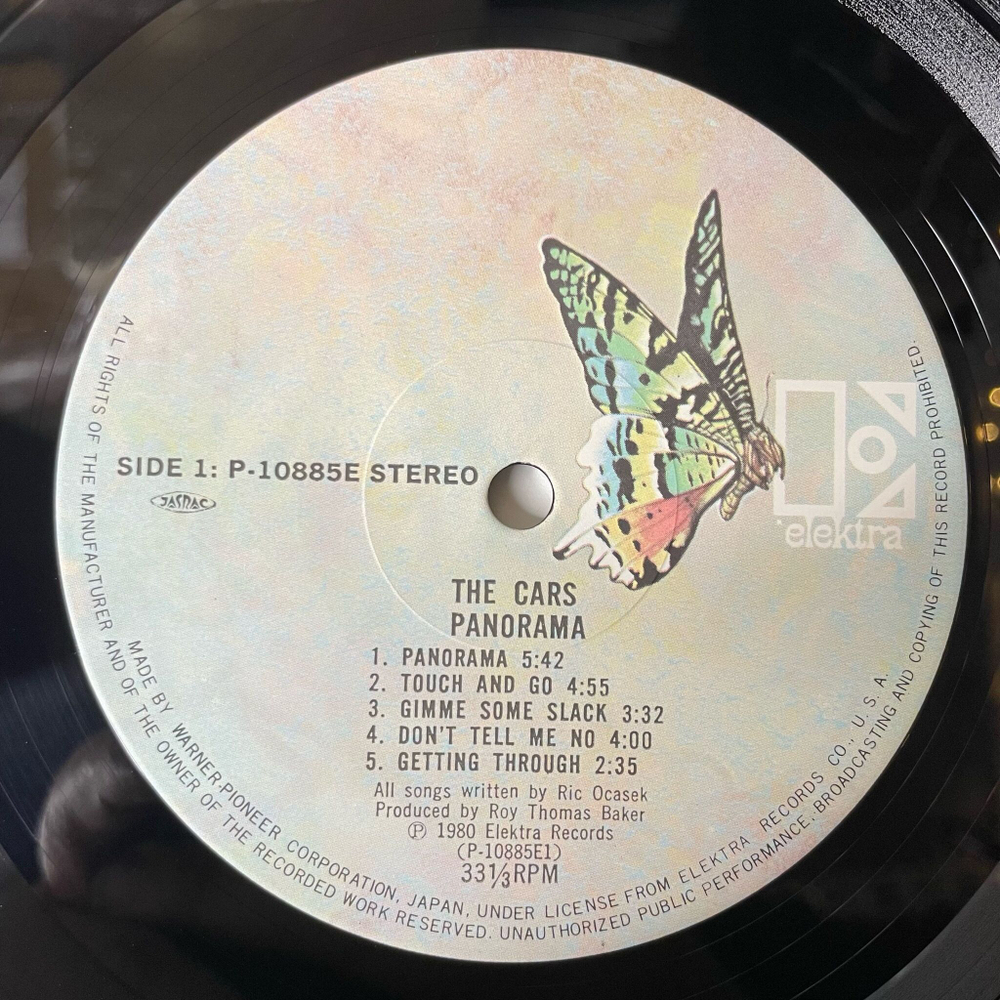 SIDE 1: P-10885E STEREO
JASRAC
elektra
THE CARS
PANORAMA
1. PANORAMA 5:42
2. TOUCH AND GO 4:55
3. GIMME SOME SLACK 3:32
4. DON'T TELL ME NO 4:00
5. GETTING THROUGH 2:35
All songs written by Ric Ocasek
Produced by Roy Thomas Baker
℗ 1980 Elektra Records
(P-10885E1)
33⅓RPM
MADE BY WARNER-PIONEER CORPORATION, JAPAN, UNDER LICENSE FROM ELEKTRA RECORDS CO., U. S. A.
ALL RIGHTS OF THE MANUFACTURER AND OF THE OWNER OF THE RECORDED WORK RESERVED. UNAUTHORIZED PUBLIC PERFORMANCE. BROADCASTING AND COPYING OF THIS RECORD PROHIBITED.